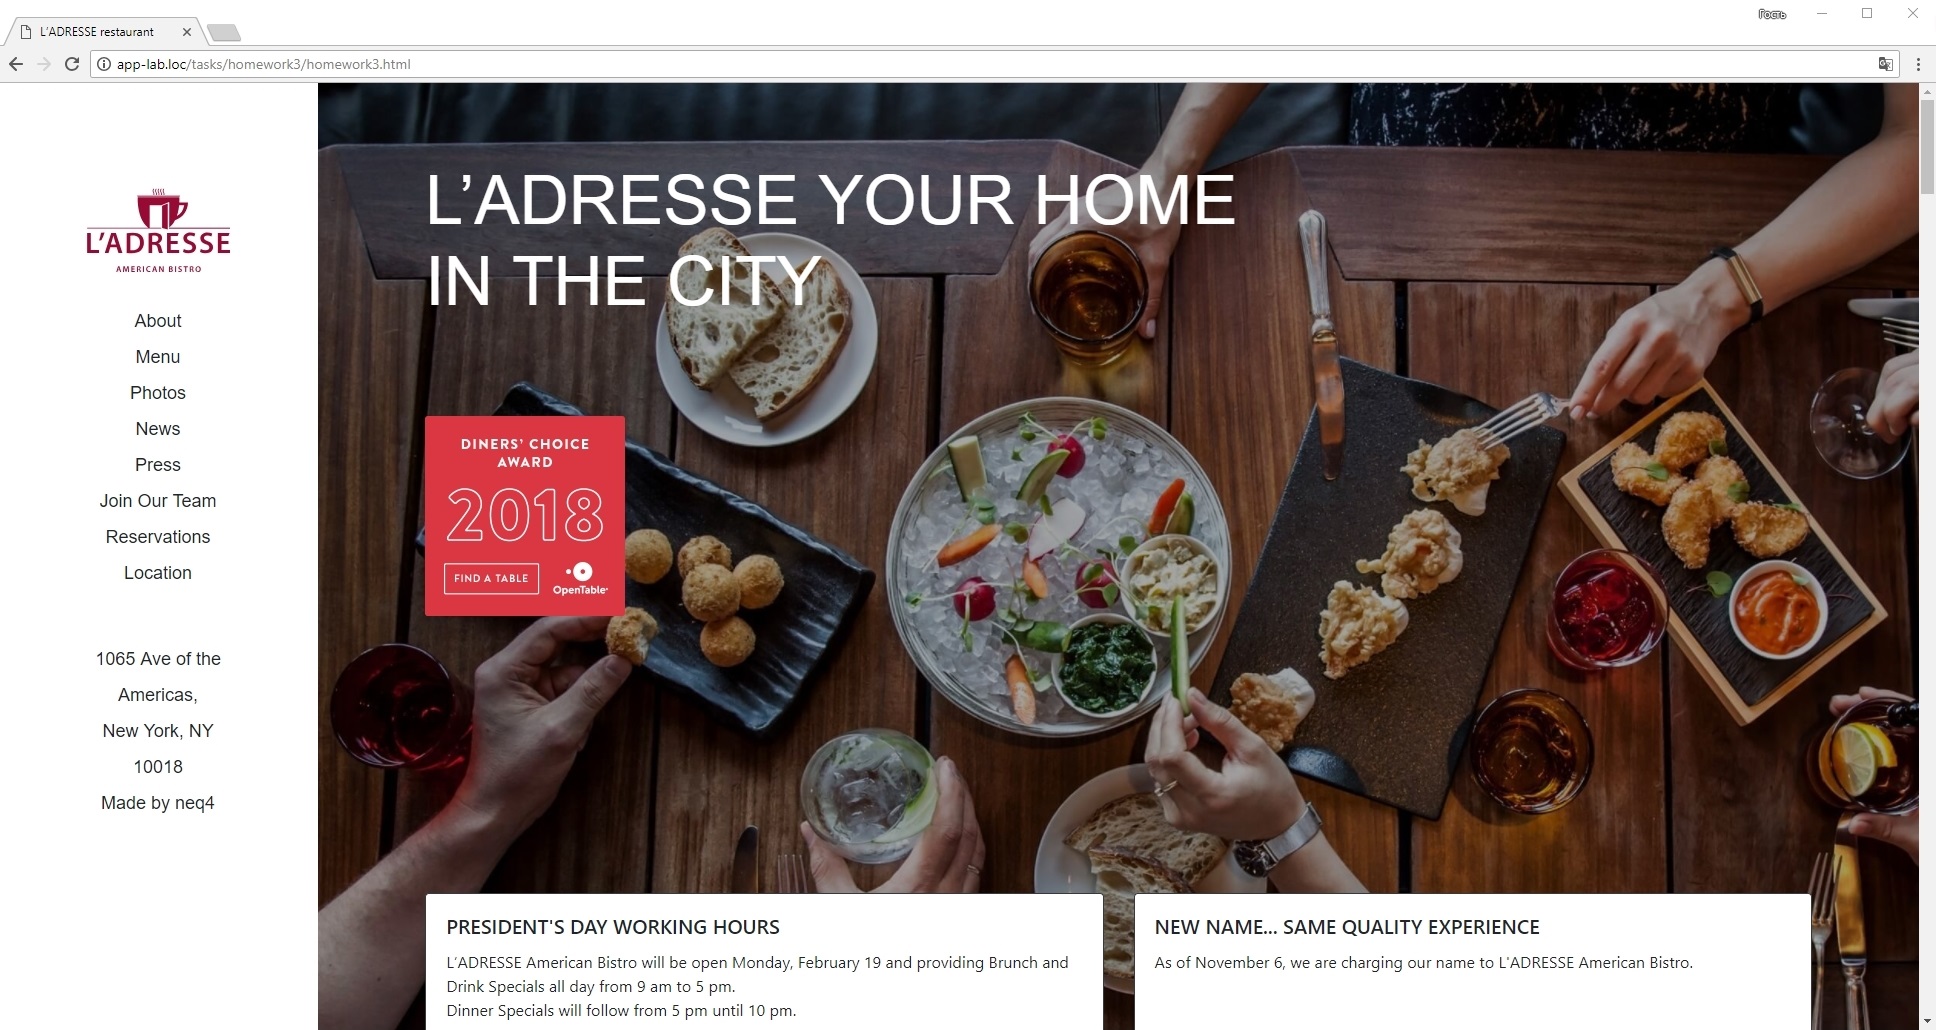 Гость
L'ADRESSE restaurant
app-lab.loc/tasks/homework3/homework3.html
L'ADRESSE
AMERICAN BISTRO
About
Menu
Photos
News
Press
Join Our Team
Reservations
Location
1065 Ave of the
Americas,
New York, NY
10018
Made by neq4
L’ADRESSE YOUR HOME
IN THE CITY
DINERS’ CHOICE
AWARD
2018
FIND A TABLE
OpenTable
PRESIDENT'S DAY WORKING HOURS
L’ADRESSE American Bistro will be open Monday, February 19 and providing Brunch and
Drink Specials all day from 9 am to 5 pm.
Dinner Specials will follow from 5 pm until 10 pm.
NEW NAME... SAME QUALITY EXPERIENCE
As of November 6, we are charging our name to L'ADRESSE American Bistro.